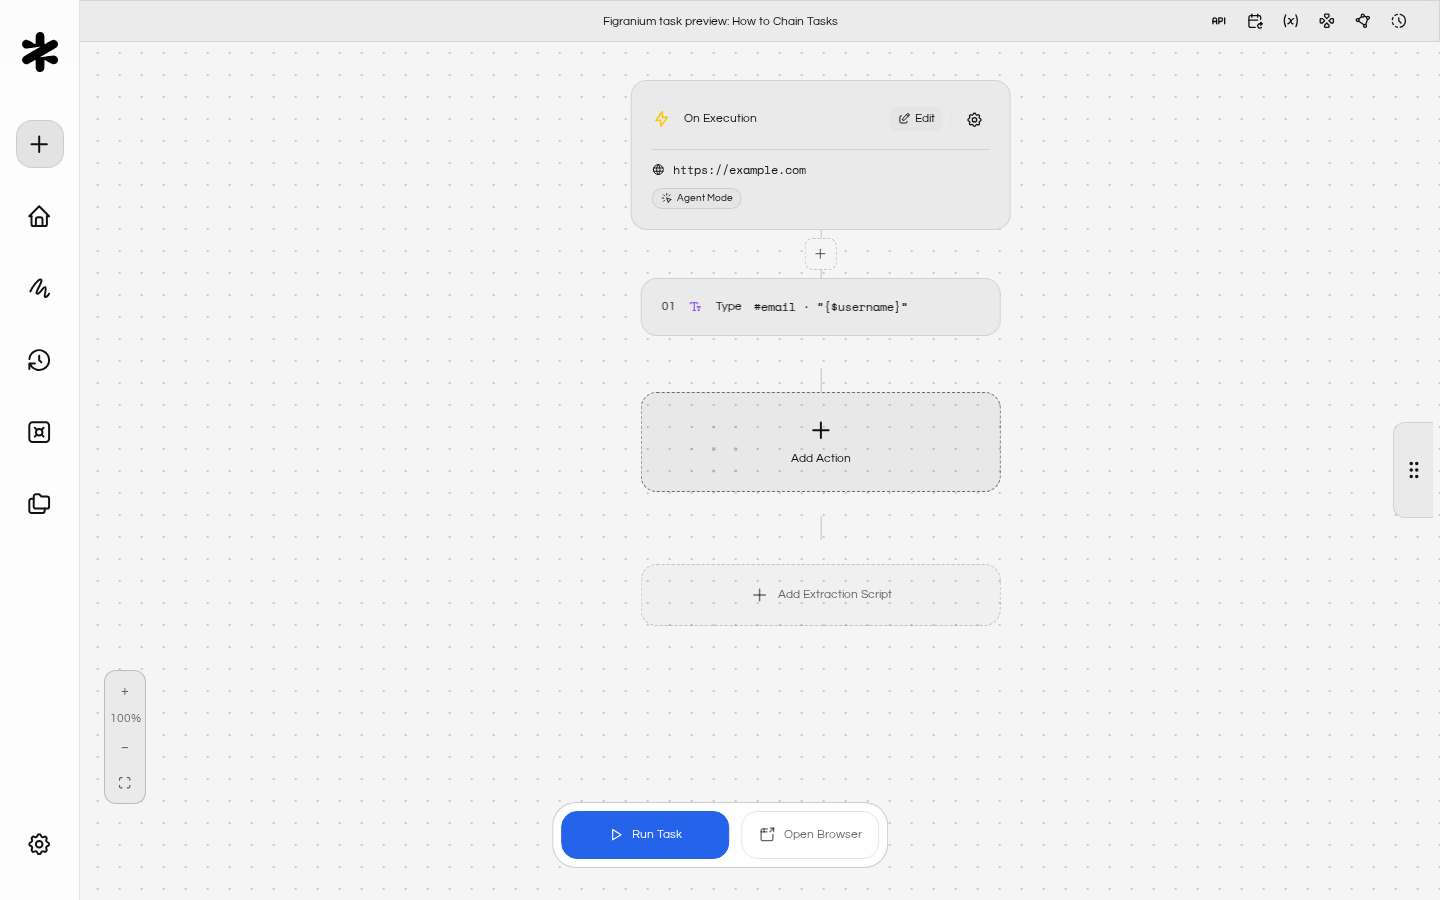 Figranium task preview: How to Chain Tasks
API
(x)
On Execution
Edit
https://example.com
Agent Mode
01 Type #email · "{$username}"
Add Action
Add Extraction Script
+
100%
−
Run Task
Open Browser